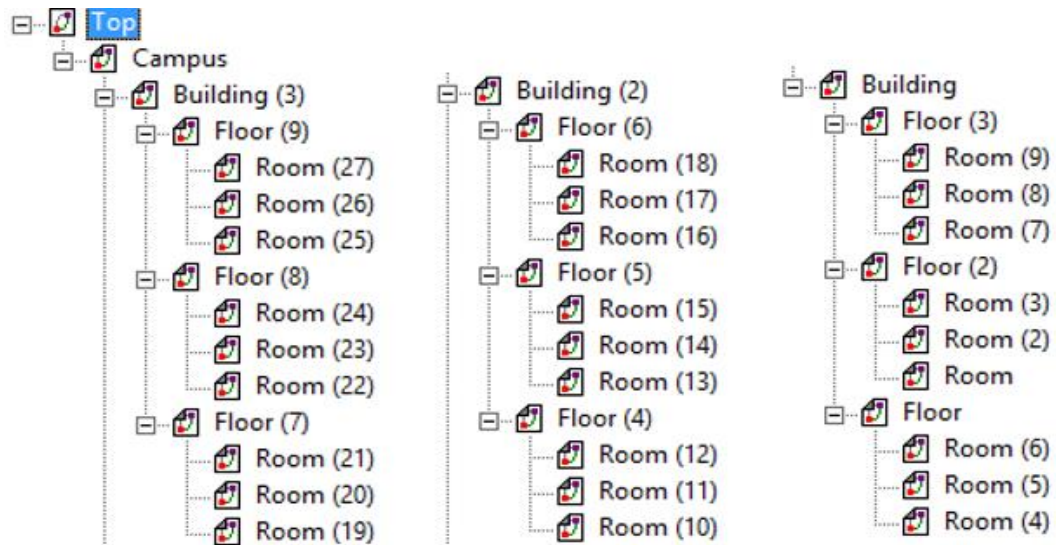 Top
Campus
Building (3)
Floor (9)
Room (27)
Room (26)
Room (25)
Floor (8)
Room (24)
Room (23)
Room (22)
Floor (7)
Room (21)
Room (20)
Room (19)
Building (2)
Floor (6)
Room (18)
Room (17)
Room (16)
Floor (5)
Room (15)
Room (14)
Room (13)
Floor (4)
Room (12)
Room (11)
Room (10)
Building
Floor (3)
Room (9)
Room (8)
Room (7)
Floor (2)
Room (3)
Room (2)
Room
Floor
Room (6)
Room (5)
Room (4)